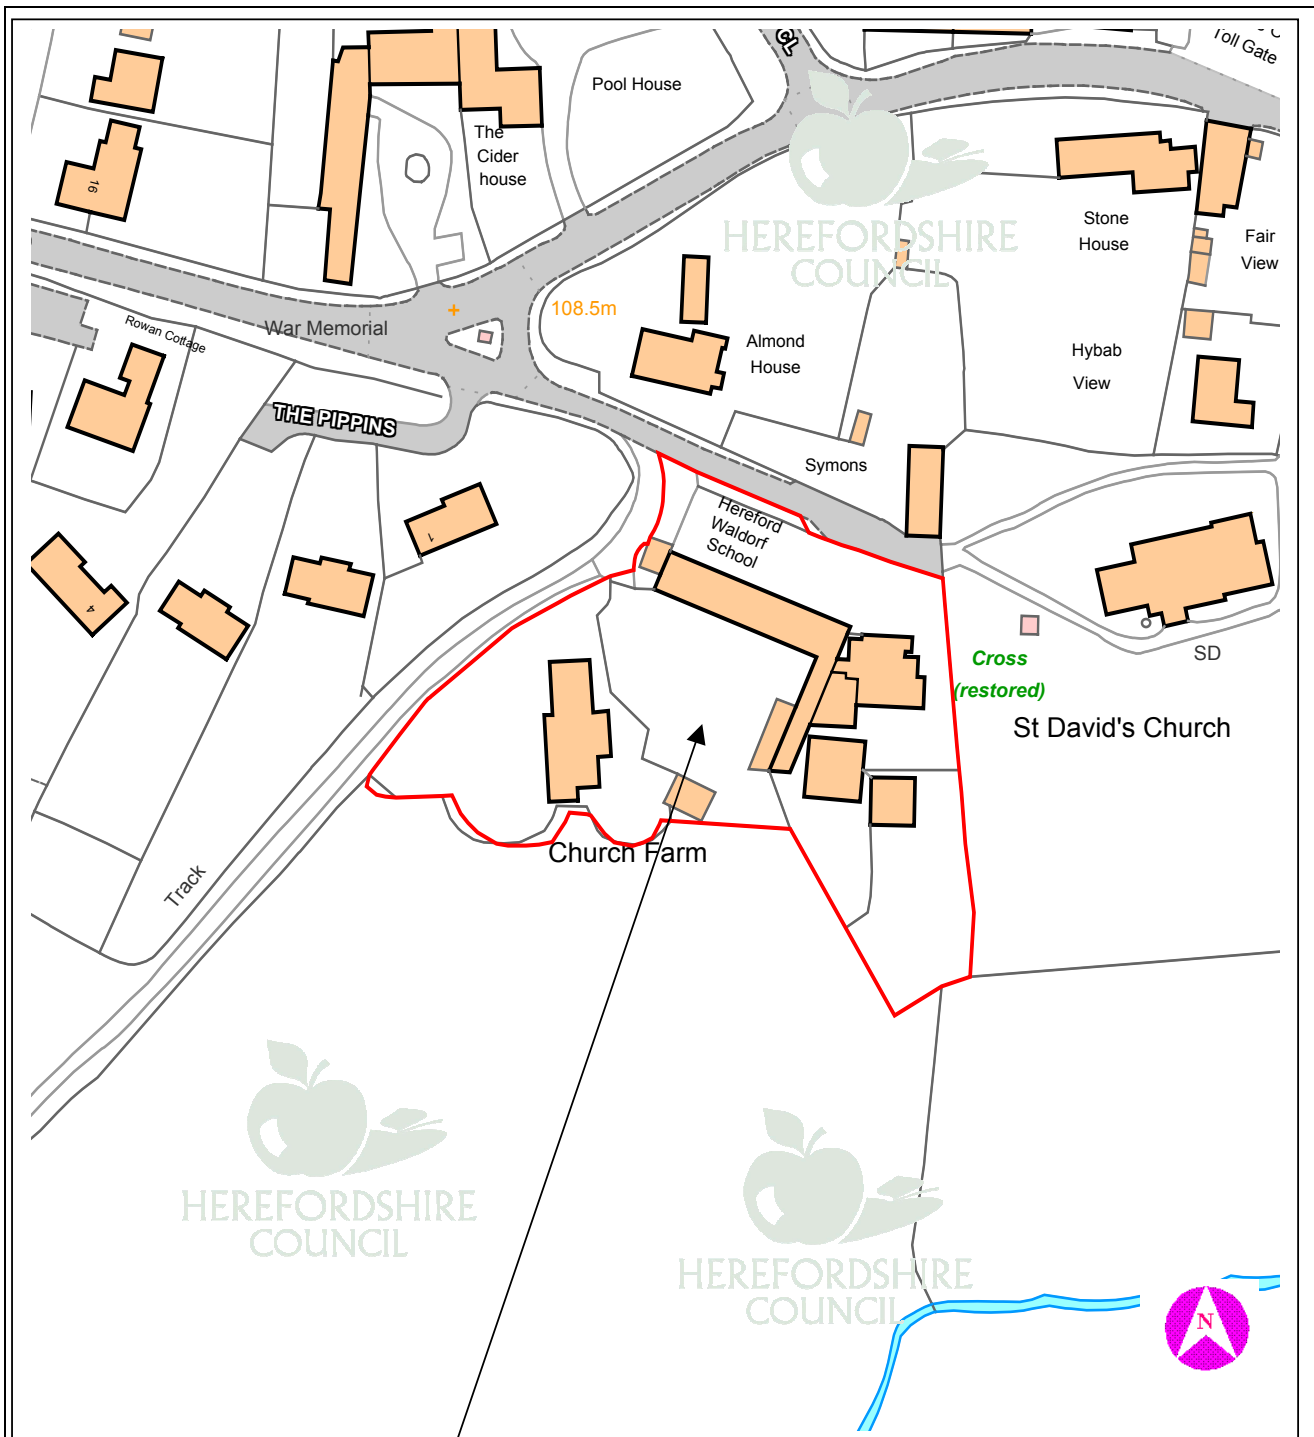 CL
Toll Gate
Pool House
The
Cider
house
16
HEREFORDSHIRE
COUNCIL
Stone
House
Fair
View
108.5m
War Memorial
Rowan Cottage
Almond
House
Hybab
View
THE PIPPINS
Symons
Hereford
Waldorf
School
1
4
Cross
(restored)
SD
St David's Church
Church Farm
Track
HEREFORDSHIRE
COUNCIL
HEREFORDSHIRE
COUNCIL
N